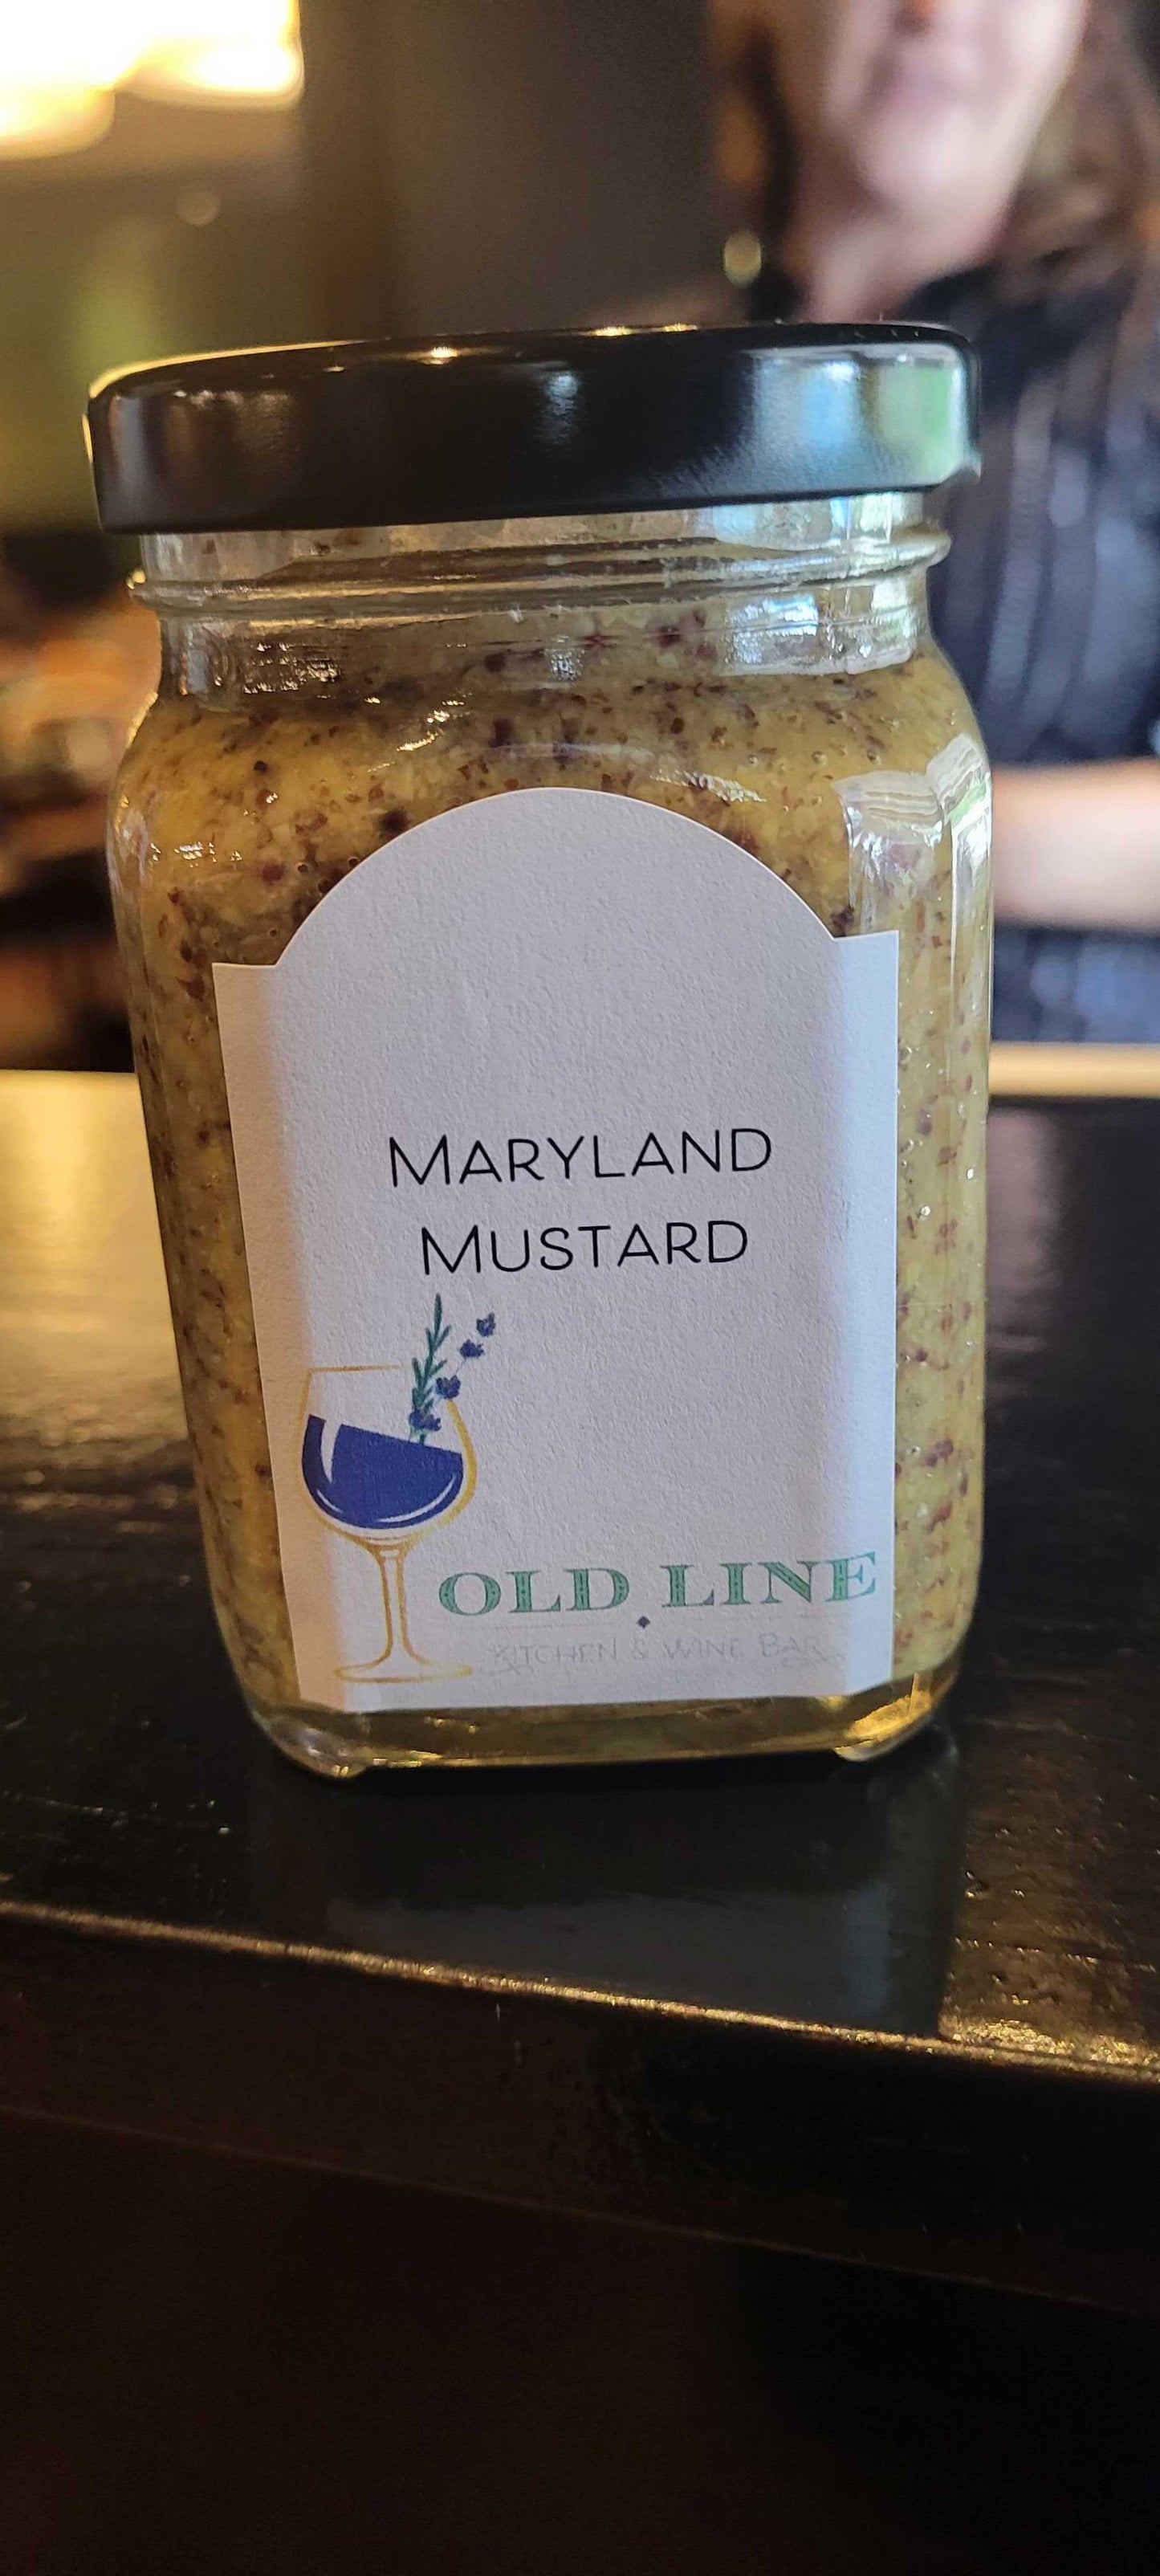 MARYLAND
MUSTARD
OLD LINE
KITCHEN & WINE BAR